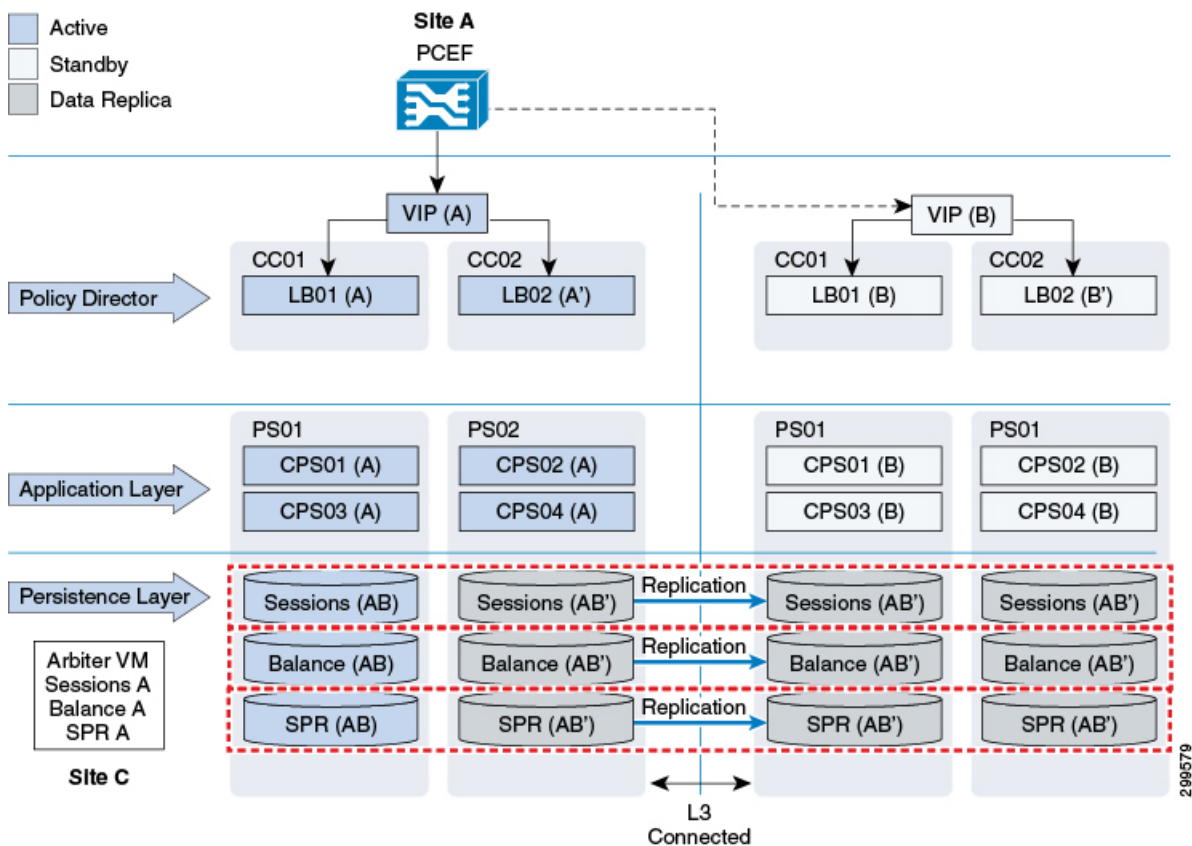 Active
Standby
Data Replica
Site A
PCEF
VIP (A)
VIP (B)
CC01
CC02
CC01
CC02
Policy Director
LB01 (A)
LB02 (A')
LB01 (B)
LB02 (B')
PS01
PS02
PS01
PS01
CPS01 (A)
CPS02 (A)
CPS01 (B)
CPS02 (B)
Application Layer
CPS03 (A)
CPS04 (A)
CPS03 (B)
CPS04 (B)
Persistence Layer
Sessions (AB)
Sessions (AB')
Replication
Sessions (AB')
Sessions (AB')
Balance (AB)
Balance (AB')
Replication
Balance (AB')
Balance (AB')
SPR (AB)
SPR (AB')
Replication
SPR (AB')
SPR (AB')
Arbiter VM
Sessions A
Balance A
SPR A
Site C
L3
Connected
299579